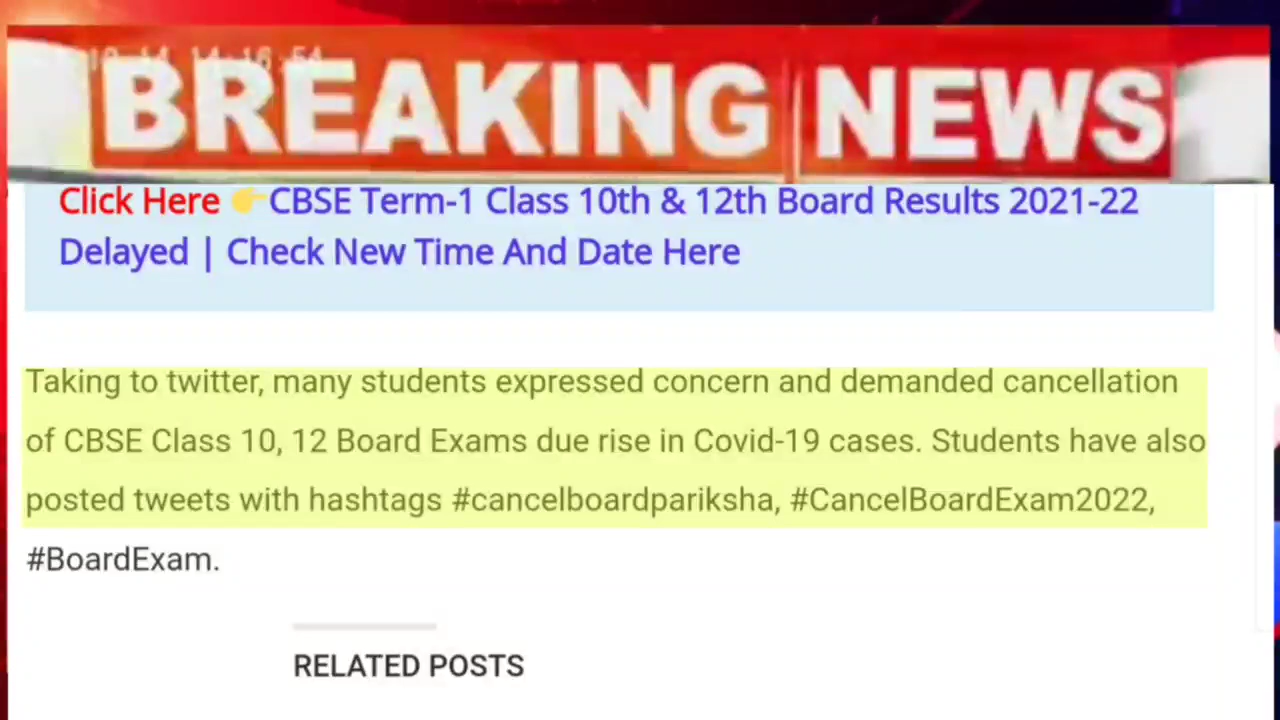 BREAKING NEWS
Click Here 👉CBSE Term-1 Class 10th & 12th Board Results 2021-22
Delayed | Check New Time And Date Here
Taking to twitter, many students expressed concern and demanded cancellation
of CBSE Class 10, 12 Board Exams due rise in Covid-19 cases. Students have also
posted tweets with hashtags #cancelboardpariksha, #CancelBoardExam2022,
#BoardExam.
RELATED POSTS